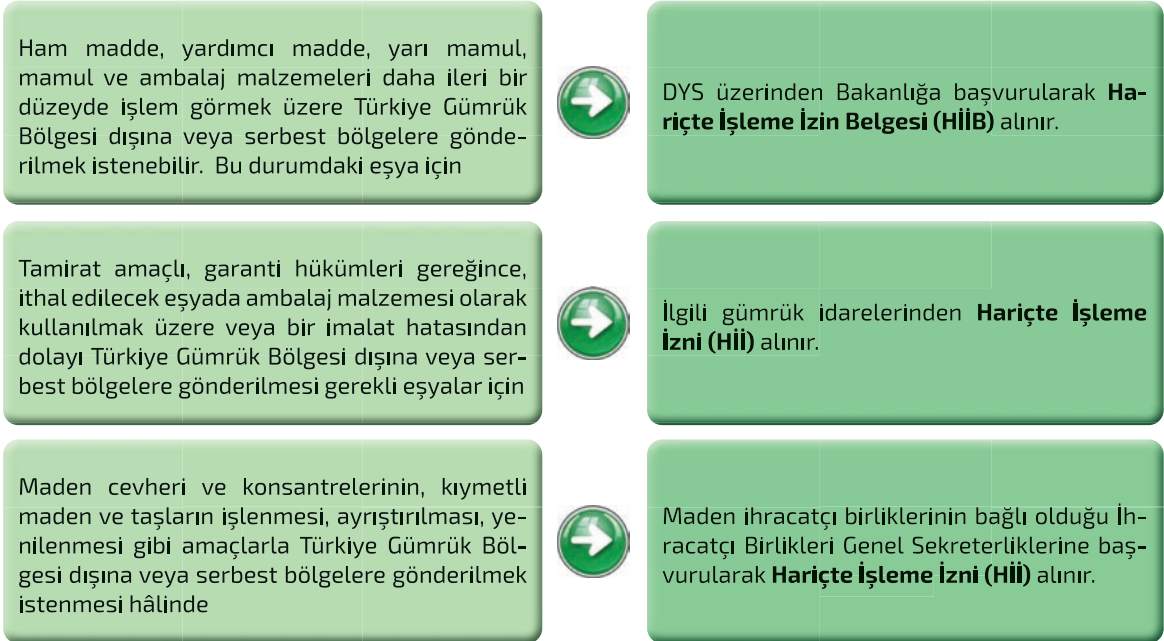 Ham madde, yardımcı madde, yarı mamul,
mamul ve ambalaj malzemeleri daha ileri bir
düzeyde işlem görmek üzere Türkiye Gümrük
Bölgesi dışına veya serbest bölgelere gönde-
rilmek istenebilir. Bu durumdaki eşya için
DYS üzerinden Bakanlığa başvurularak Ha-
riçte İşleme İzin Belgesi (HİİB) alınır.
Tamirat amaçlı, garanti hükümleri gereğince,
ithal edilecek eşyada ambalaj malzemesi olarak
kullanılmak üzere veya bir imalat hatasından
dolayı Türkiye Gümrük Bölgesi dışına veya ser-
best bölgelere gönderilmesi gerekli eşyalar için
İlgili gümrük idarelerinden Hariçte İşleme
İzni (Hİİ) alınır.
Maden cevheri ve konsantrelerinin, kıymetli
maden ve taşların işlenmesi, ayrıştırılması, ye-
nilenmesi gibi amaçlarla Türkiye Gümrük Böl-
gesi dışına veya serbest bölgelere gönderilmek
istenmesi hâlinde
Maden ihracatçı birliklerinin bağlı olduğu İh-
racatçı Birlikleri Genel Sekreterliklerine baş-
vurularak Hariçte İşleme İzni (Hİİ) alınır.